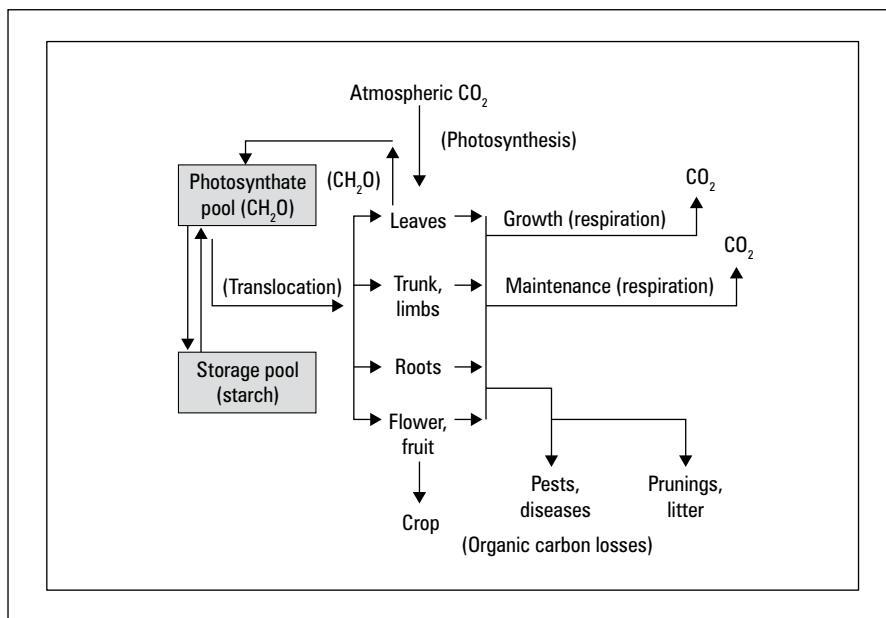 Atmospheric CO₂
(Photosynthesis)
(CH₂O)
Photosynthate
pool (CH₂O)
CO₂
Leaves
Growth (respiration)
CO₂
(Translocation)
Trunk,
limbs
Maintenance (respiration)
Storage pool
(starch)
Roots
Flower,
fruit
Pests,
diseases
Prunings,
litter
Crop
(Organic carbon losses)